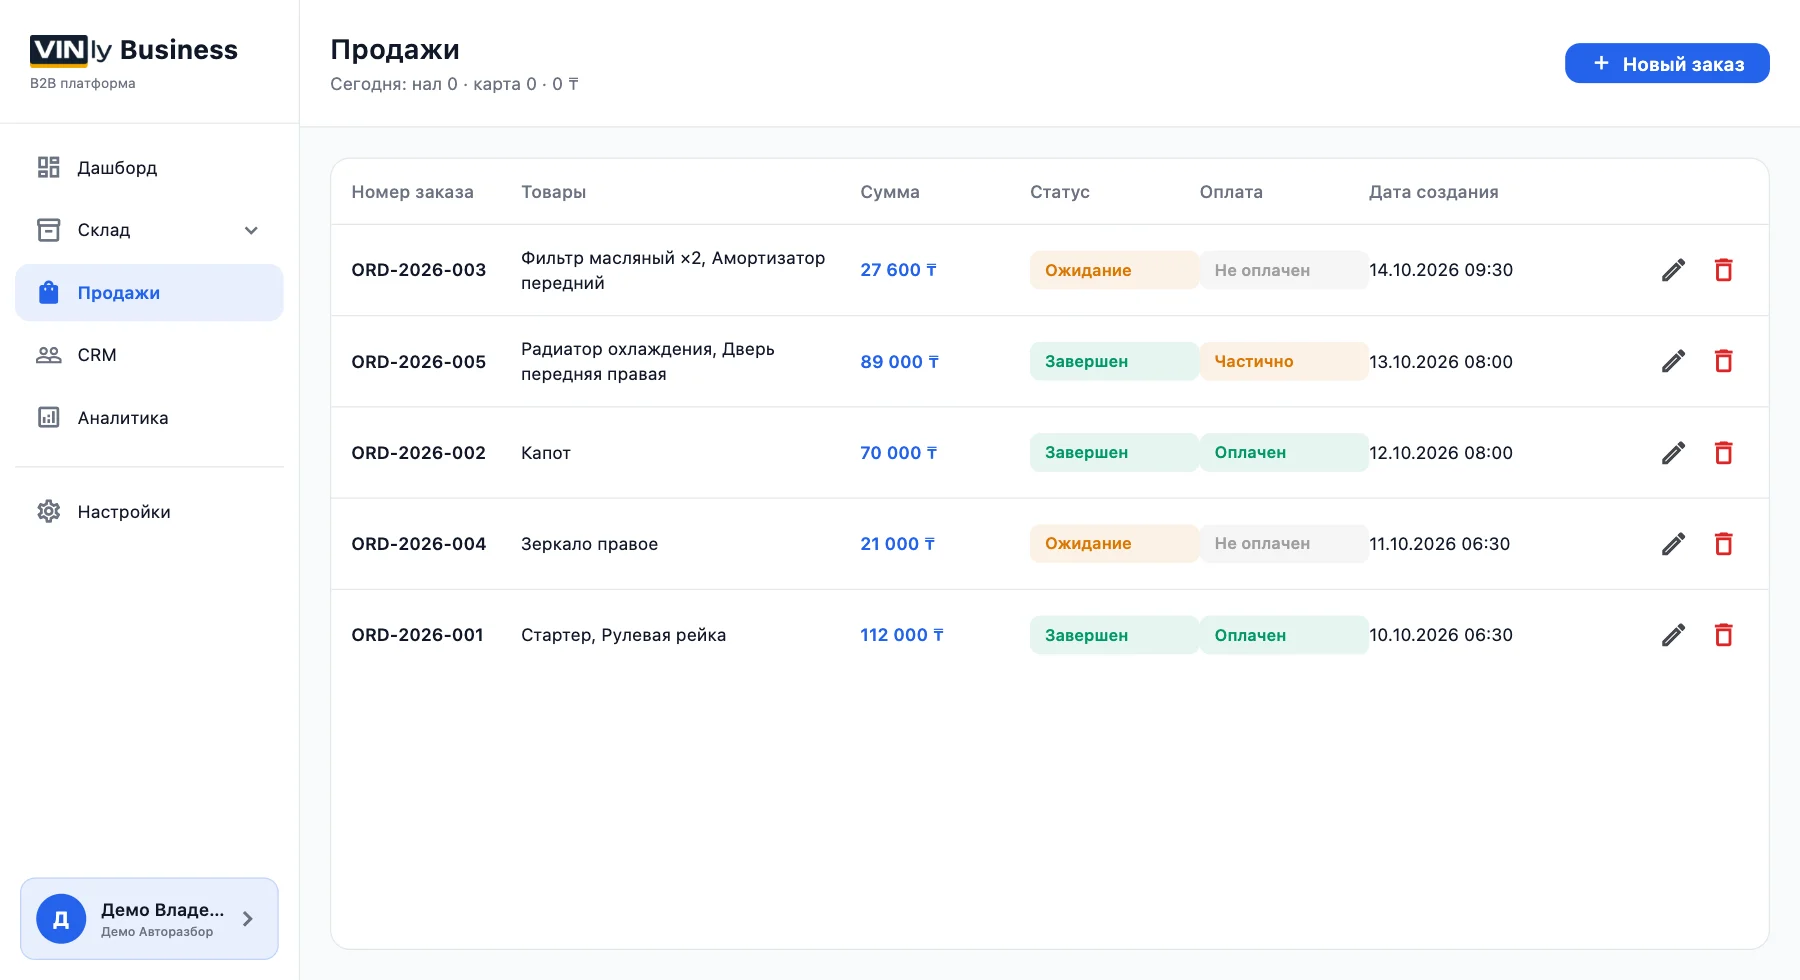 VINly Business
B2B платформа
Дашборд
Склад
Продажи
CRM
Аналитика
Настройки
Д
Демо Владе...
Демо Авторазбор
Продажи
Сегодня: нал 0 · карта 0 · 0 ₸
+ Новый заказ
Номер заказа Товары Сумма Статус Оплата Дата создания
ORD-2026-003 Фильтр масляный ×2, Амортизатор передний 27 600 ₸ Ожидание Не оплачен 14.10.2026 09:30
ORD-2026-005 Радиатор охлаждения, Дверь передняя правая 89 000 ₸ Завершен Частично 13.10.2026 08:00
ORD-2026-002 Капот 70 000 ₸ Завершен Оплачен 12.10.2026 08:00
ORD-2026-004 Зеркало правое 21 000 ₸ Ожидание Не оплачен 11.10.2026 06:30
ORD-2026-001 Стартер, Рулевая рейка 112 000 ₸ Завершен Оплачен 10.10.2026 06:30